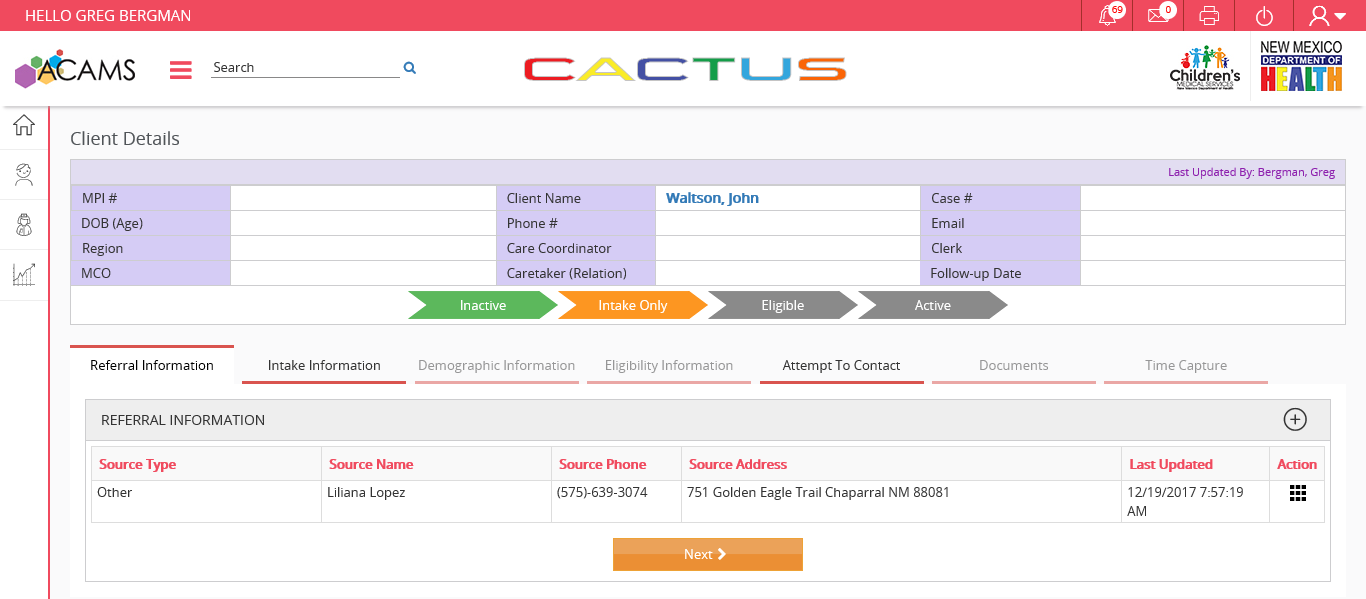 HELLO GREG BERGMAN
69
0
ACAMS
Search
CACTUS
Children's
MEDICAL SERVICES
New Mexico Department of Health
NEW MEXICO
DEPARTMENT OF
HEALTH
Client Details
Last Updated By: Bergman, Greg
MPI # Client Name Waltson, John Case #
DOB (Age) Phone # Email
Region Care Coordinator Clerk
MCO Caretaker (Relation) Follow-up Date
Inactive Intake Only Eligible Active
Referral Information Intake Information Demographic Information Eligibility Information Attempt To Contact Documents Time Capture
REFERRAL INFORMATION
Source Type Source Name Source Phone Source Address Last Updated Action
Other Liliana Lopez (575)-639-3074 751 Golden Eagle Trail Chaparral NM 88081 12/19/2017 7:57:19
AM
Next